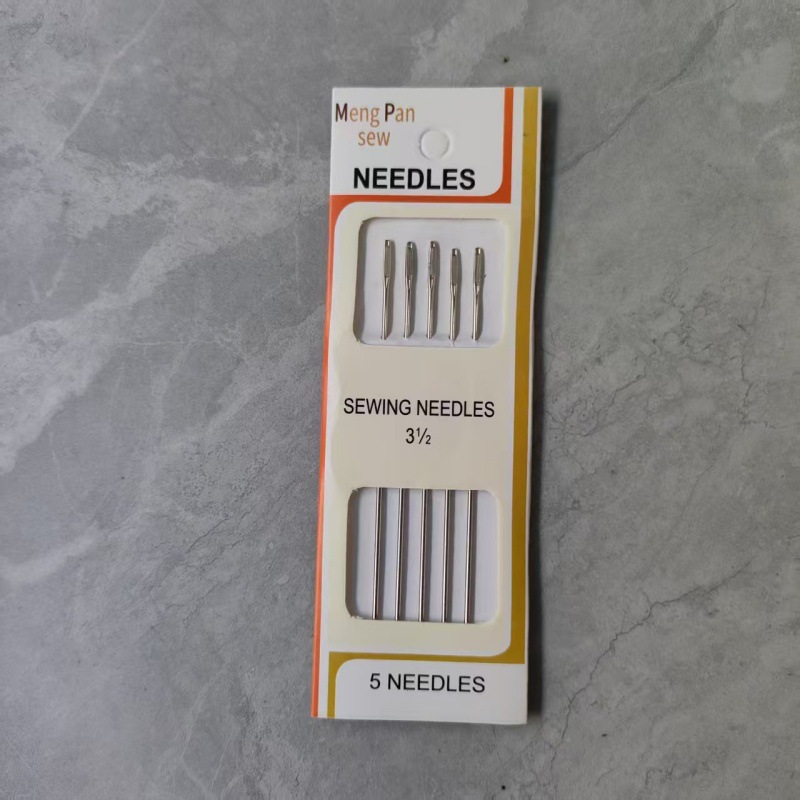 Meng Pan
sew
NEEDLES
SEWING NEEDLES
3½
5 NEEDLES